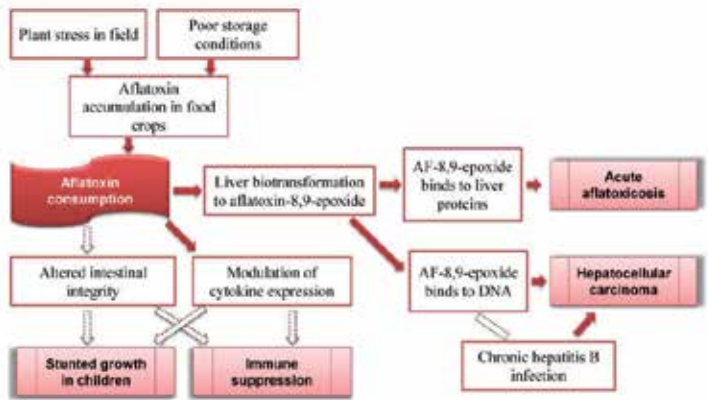 Plant stress in field
Poor storage
conditions
Aflatoxin
accumulation in food
crops
Aflatoxin
consumption
Liver biotransformation
to aflatoxin-8,9-epoxide
AF-8,9-epoxide
binds to liver
proteins
Acute
aflatoxicosis
Altered intestinal
integrity
Modulation of
cytokine expression
AF-8,9-epoxide
binds to DNA
Hepatocellular
carcinoma
Stunted growth
in children
Immune
suppression
Chronic hepatitis B
infection